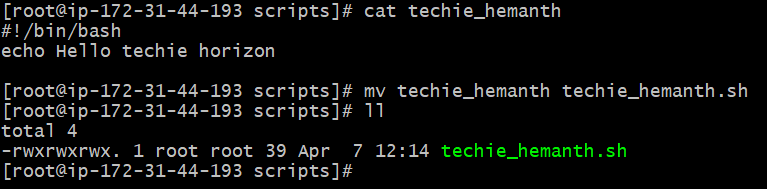 [root@ip-172-31-44-193 scripts]# cat techie_hemanth
#!/bin/bash
echo Hello techie horizon
[root@ip-172-31-44-193 scripts]# mv techie_hemanth techie_hemanth.sh
[root@ip-172-31-44-193 scripts]# ll
total 4
-rwxrwxrwx. 1 root root 39 Apr  7 12:14 techie_hemanth.sh
[root@ip-172-31-44-193 scripts]#